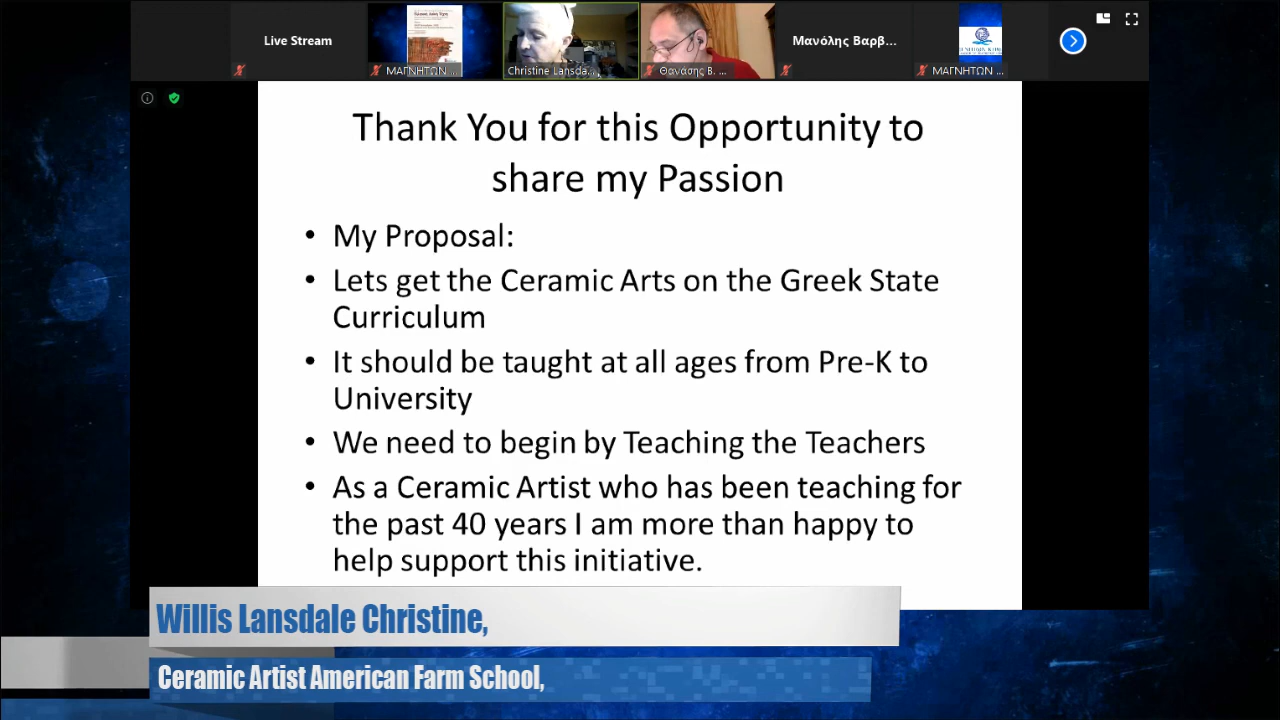 Live Stream
ΜΑΓΝΗΤΩΝ ...
Christine Lansda...
Θανάσης Β. ...
Μανόλης Βαρβ...
ΜΑΓΝΗΤΩΝ ...
Thank You for this Opportunity to
share my Passion
• My Proposal:
• Lets get the Ceramic Arts on the Greek State
Curriculum
• It should be taught at all ages from Pre-K to
University
• We need to begin by Teaching the Teachers
• As a Ceramic Artist who has been teaching for
the past 40 years I am more than happy to
help support this initiative.
Willis Lansdale Christine,
Ceramic Artist American Farm School,